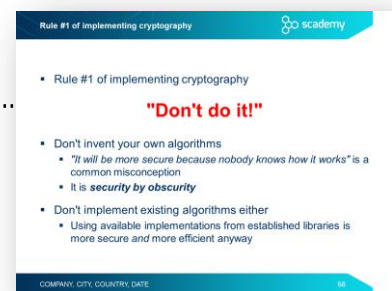 Rule #1 of implementing cryptography
scademy
Rule #1 of implementing cryptography
"Don't do it!"
Don't invent your own algorithms
"It will be more secure because nobody knows how it works" is a
common misconception
It is security by obscurity
Don't implement existing algorithms either
Using available implementations from established libraries is
more secure and more efficient anyway
COMPANY, CITY, COUNTRY, DATE